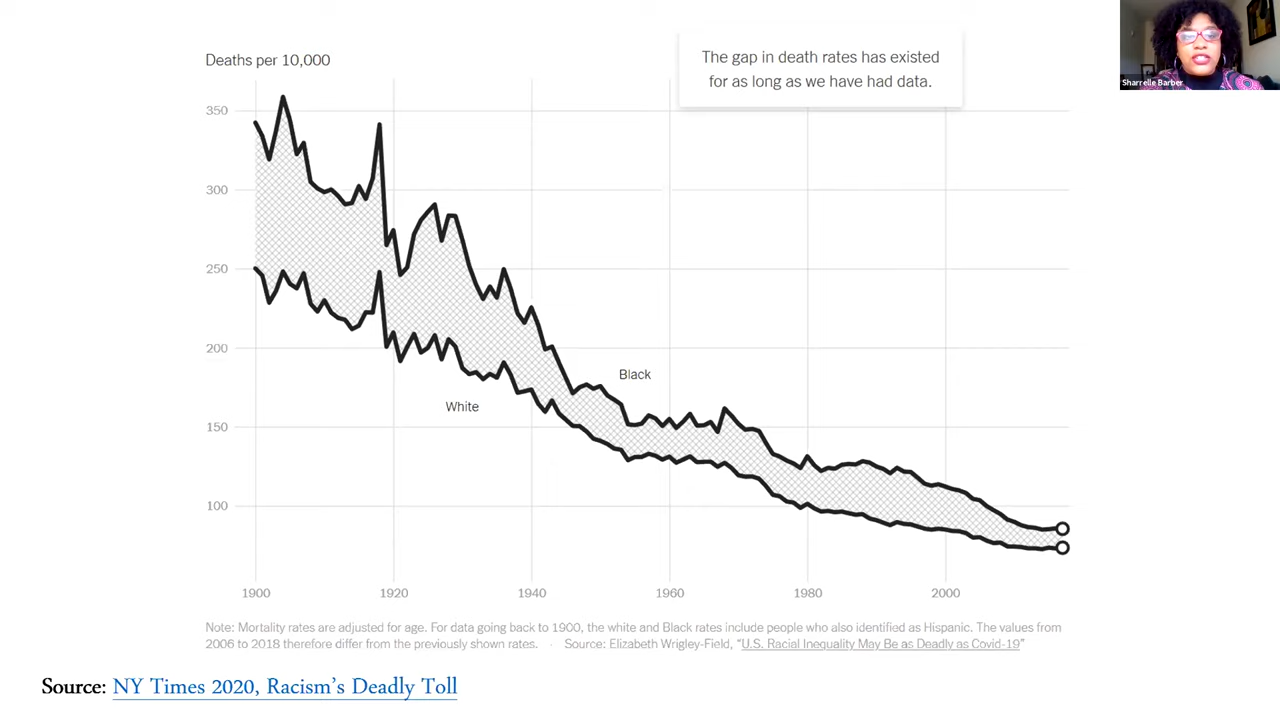 Deaths per 10,000
The gap in death rates has existed
for as long as we have had data.
Sharrelle Barber
350
300
250
200
150
100
Black
White
1900
1920
1940
1960
1980
2000
Note: Mortality rates are adjusted for age. For data going back to 1900, the white and Black rates include people who also identified as Hispanic. The values from
2006 to 2018 therefore differ from the previously shown rates. · Source: Elizabeth Wrigley-Field, “U.S. Racial Inequality May Be as Deadly as Covid-19”
Source: NY Times 2020, Racism’s Deadly Toll